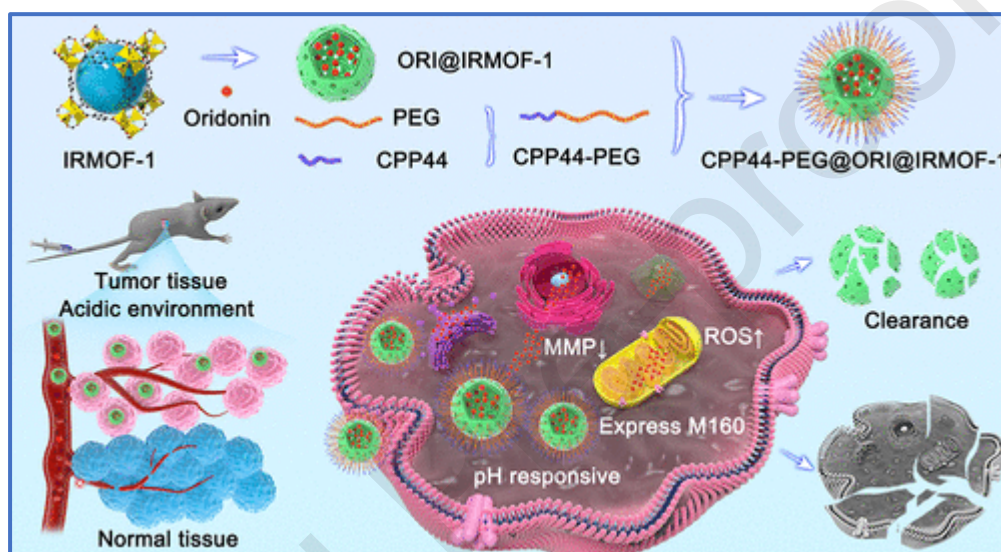 ORI@IRMOF-1
Oridonin
PEG
IRMOF-1
CPP44
CPP44-PEG
CPP44-PEG@ORI@IRMOF-1
Tumor tissue
Acidic environment
MMP↓
ROS↑
Clearance
Express M160
pH responsive
Normal tissue